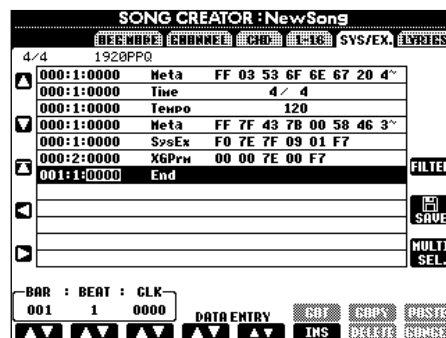 SONG CREATOR :NewSong
REC MODE CHANNEL CHD 1-16 SYS/EX. LYRICS
4/4 1920PPQ
000:1:0000 Meta FF 03 53 6F 6E 67 20 4~
000:1:0000 Time 4/ 4
000:1:0000 Tempo 120
000:1:0000 Meta FF 7F 43 7B 00 58 46 3~
000:1:0000 SysEx F0 7E 7F 09 01 F7
000:2:0000 XGPrm 00 00 7E 00 F7
001:1:0000 End
FILTE
SAVE
MULTI
SEL.
BAR : BEAT : CLK
001 1 0000 DATA ENTRY CUT COPY PASTE
INS DELETE CANCEL